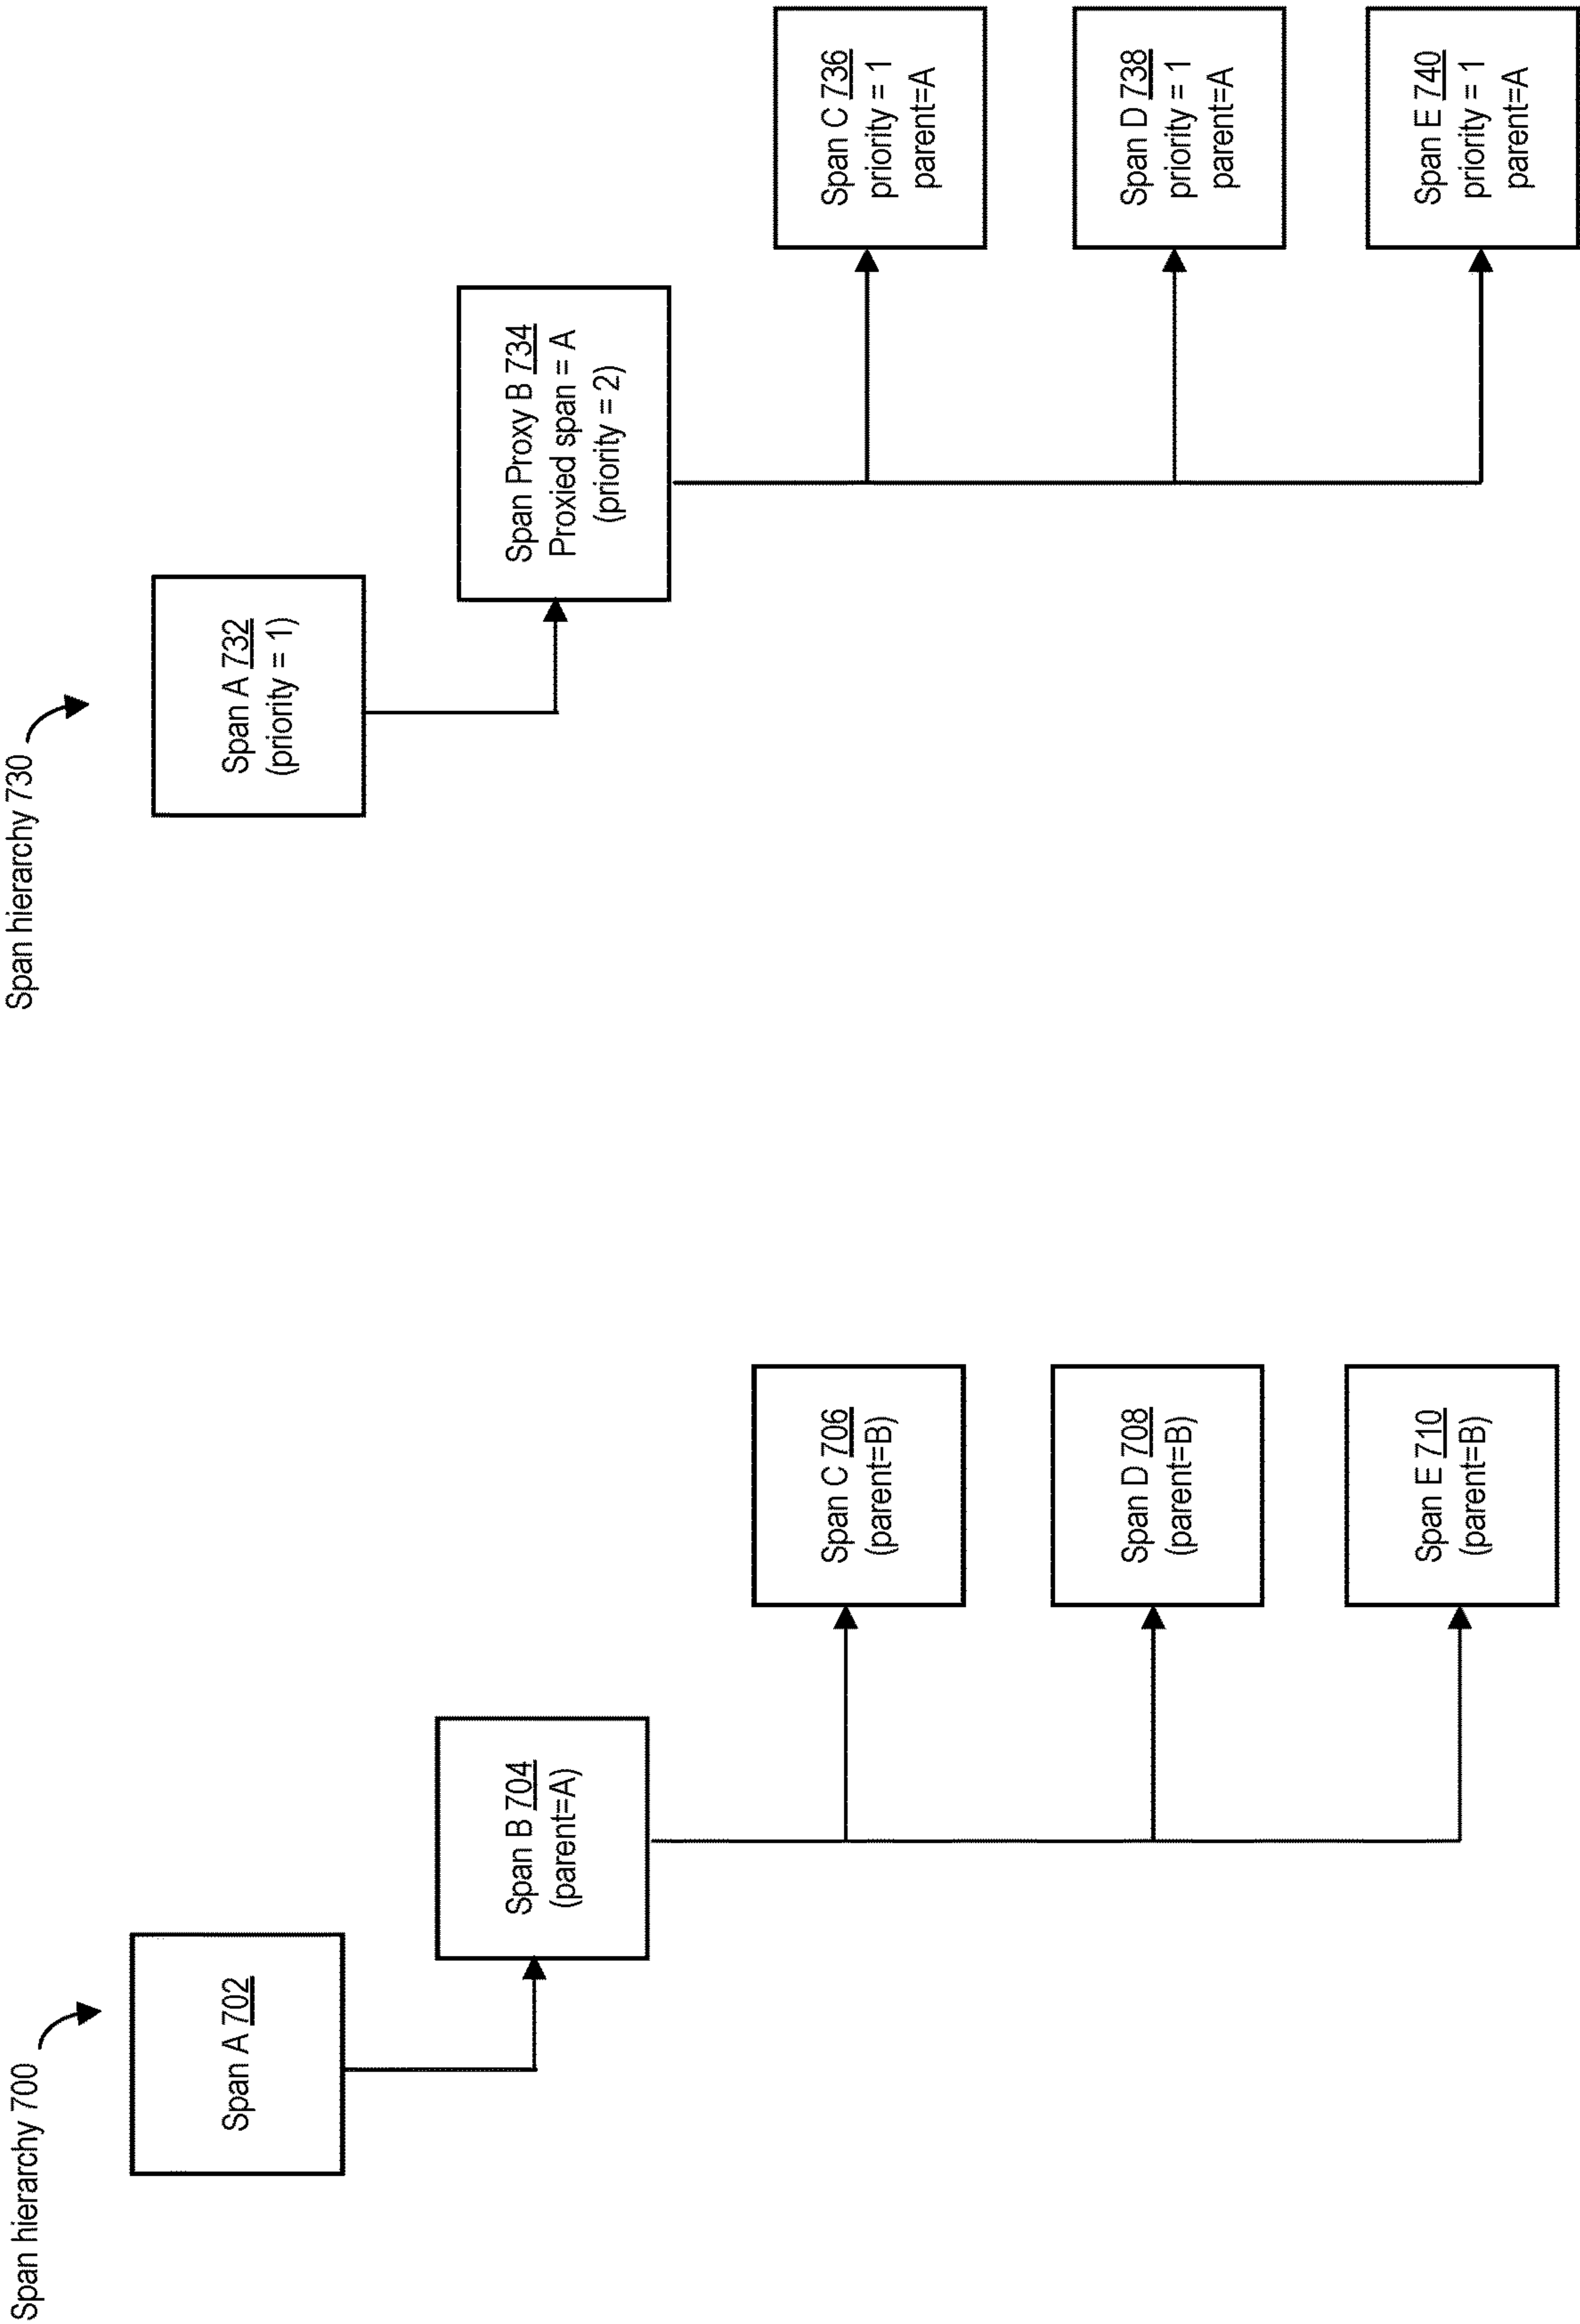 Span hierarchy 700
Span A 702
Span B 704
(parent=A)
Span C 706
(parent=B)
Span D 708
(parent=B)
Span E 710
(parent=B)
Span hierarchy 730
Span A 732
(priority = 1)
Span Proxy B 734
Proxied span = A
(priority = 2)
Span C 736
priority = 1
parent=A
Span D 738
priority = 1
parent=A
Span E 740
priority = 1
parent=A